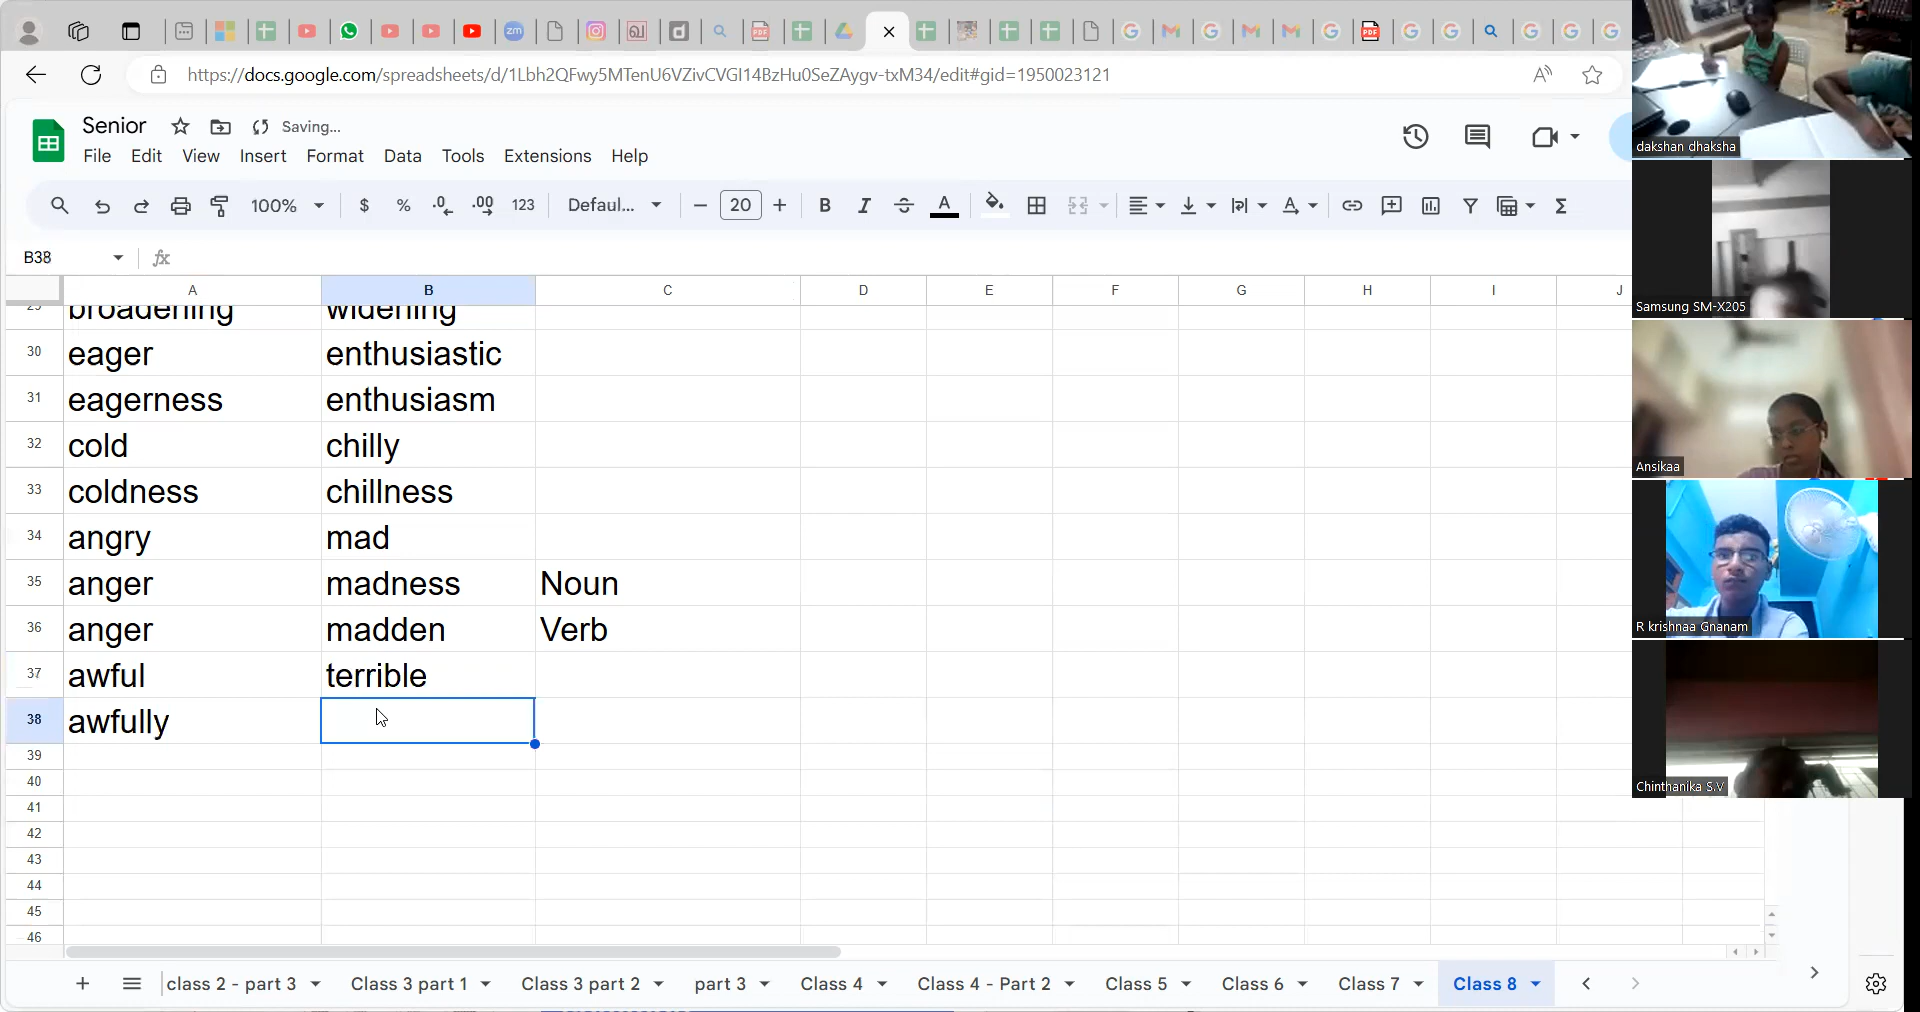 zm
https://docs.google.com/spreadsheets/d/1Lbh2QFwy5MTenU6VZivCVGI14BzHu0SeZAygv-txM34/edit#gid=1950023121
Senior Saving...
File Edit View Insert Format Data Tools Extensions Help
100% $ % .0 .00 123 Defaul... 20 B I A
B38 fx
A B C D E F G H I J
29 broadening widening
30 eager enthusiastic
31 eagerness enthusiasm
32 cold chilly
33 coldness chillness
34 angry mad
35 anger madness Noun
36 anger madden Verb
37 awful terrible
38 awfully
39
40
41
42
43
44
45
46
class 2 - part 3 Class 3 part 1 Class 3 part 2 part 3 Class 4 Class 4 - Part 2 Class 5 Class 6 Class 7 Class 8
dakshan dhaksha
Samsung SM-X205
Ansikaa
R krishnaa Gnanam
Chinthanika S.V